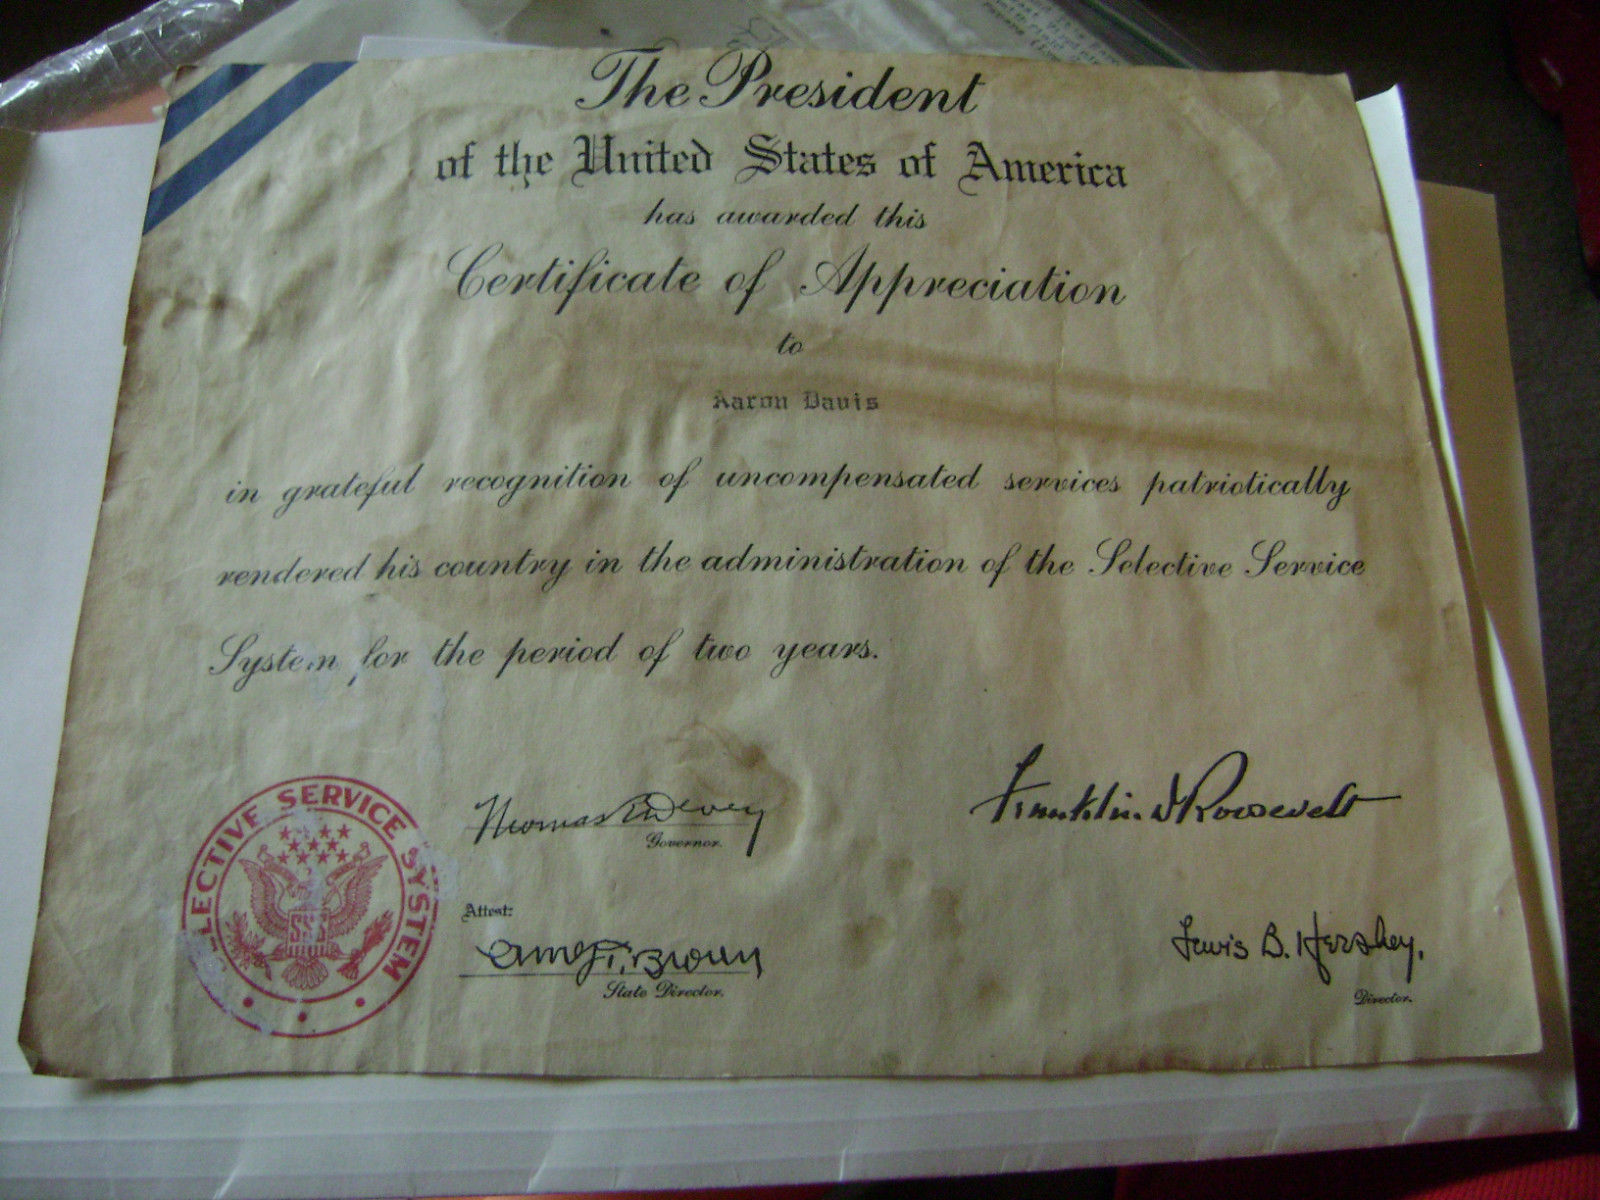 The President
of the United States of America
has awarded this
Certificate of Appreciation
to
Aaron Davis
in grateful recognition of uncompensated services patriotically
rendered his country in the administration of the Selective Service
System for the period of two years.
LECTIVE SERVICE SYSTEM
SSS
Thomas E Dewey
Governor.
Franklin D Roosevelt
Attest:
Brown
State Director.
Lewis B. Hershey.
Director.